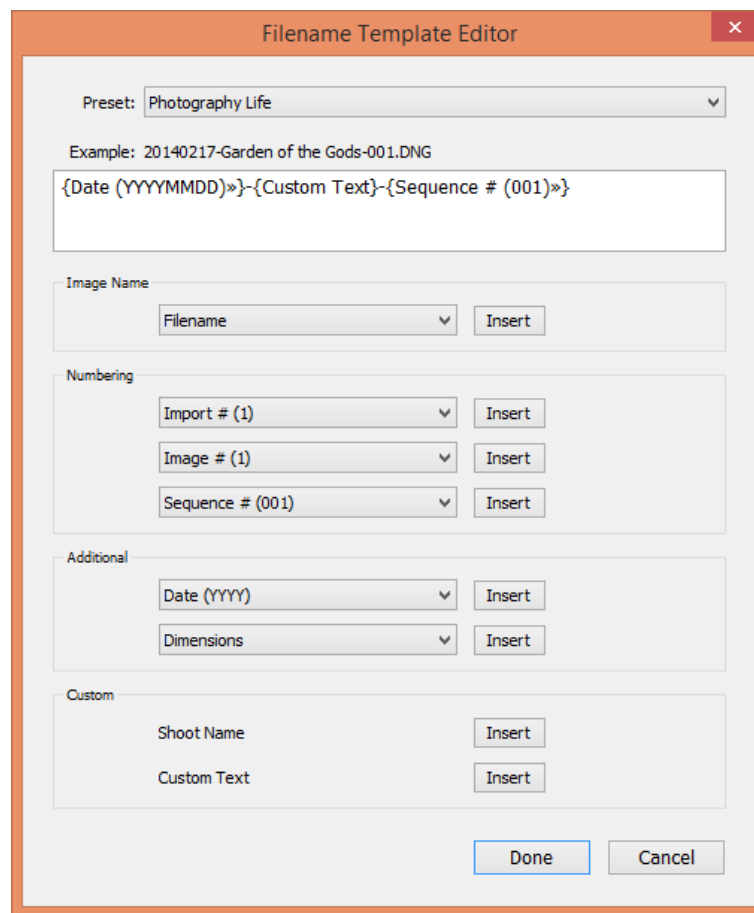 Filename Template Editor
Preset: Photography Life
Example: 20140217-Garden of the Gods-001.DNG
{Date (YYYYMMDD)»}-{Custom Text}-{Sequence # (001)»}
Image Name
Filename Insert
Numbering
Import # (1) Insert
Image # (1) Insert
Sequence # (001) Insert
Additional
Date (YYYY) Insert
Dimensions Insert
Custom
Shoot Name Insert
Custom Text Insert
Done Cancel